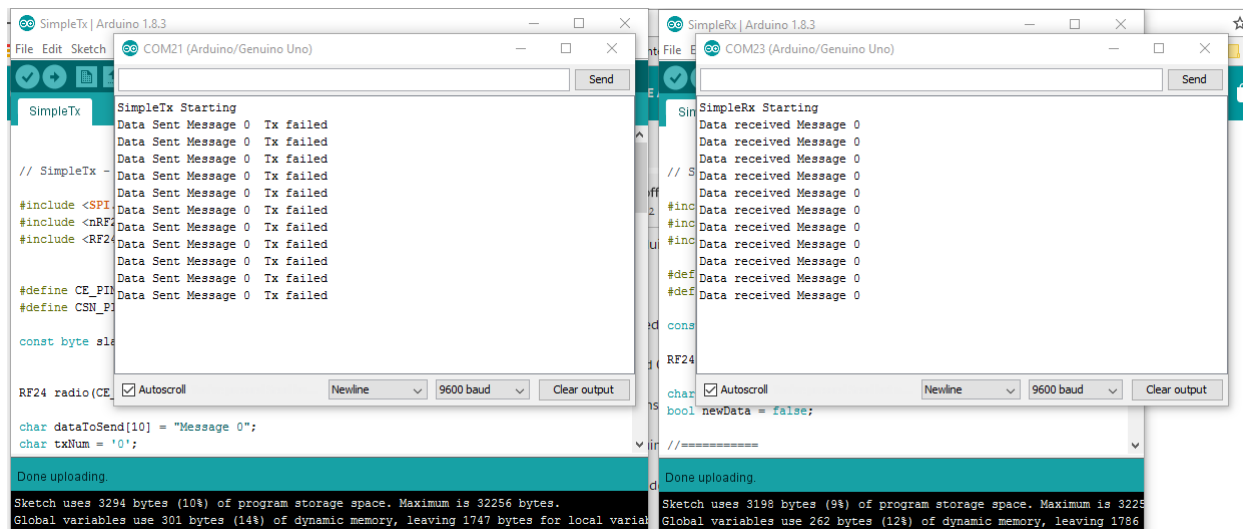 SimpleTx | Arduino 1.8.3
File Edit Sketch
COM21 (Arduino/Genuino Uno)
Send
SimpleTx
SimpleTx Starting
Data Sent Message 0  Tx failed
Data Sent Message 0  Tx failed
Data Sent Message 0  Tx failed
Data Sent Message 0  Tx failed
Data Sent Message 0  Tx failed
Data Sent Message 0  Tx failed
Data Sent Message 0  Tx failed
Data Sent Message 0  Tx failed
Data Sent Message 0  Tx failed
Data Sent Message 0  Tx failed
Data Sent Message 0  Tx failed
// SimpleTx -
#include <SPI.
#include <nRF2
#include <RF24
#define CE_PIN
#define CSN_PI
const byte sla
RF24 radio(CE_
Autoscroll
Newline
9600 baud
Clear output
char dataToSend[10] = "Message 0";
char txNum = '0';
Done uploading.
Sketch uses 3294 bytes (10%) of program storage space. Maximum is 32256 bytes.
Global variables use 301 bytes (14%) of dynamic memory, leaving 1747 bytes for local variab
SimpleRx | Arduino 1.8.3
File E
COM23 (Arduino/Genuino Uno)
Send
Sim
SimpleRx Starting
Data received Message 0
Data received Message 0
Data received Message 0
Data received Message 0
Data received Message 0
Data received Message 0
Data received Message 0
Data received Message 0
Data received Message 0
Data received Message 0
Data received Message 0
// S
#inc
#inc
#inc
#def
#def
cons
RF24
Autoscroll
Newline
9600 baud
Clear output
char
bool newData = false;
//===========
Done uploading.
Sketch uses 3198 bytes (9%) of program storage space. Maximum is 3225
Global variables use 262 bytes (12%) of dynamic memory, leaving 1786